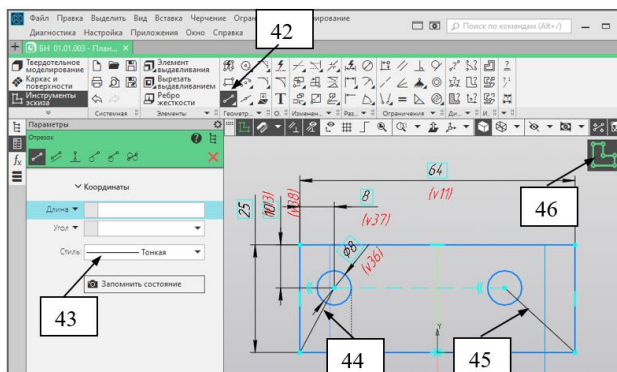 Файл Правка Выделить Вид Вставка Черчение
Поиск по командам (Alt+/)
Диагностика Настройка Приложения Окно Справка
42
БН 01.01.003 - План...
Твердотельное моделирование
Каркас и поверхности
Инструменты эскиза
Элемент выдавливания
Вырезать выдавливанием
Ребро жесткости
Системная
Элементы
Геометр...
О.
Изменен...
Раз...
Ограничения
Ди...
И.
Параметры
Отрезок
Координаты
Длина
Угол
Стиль:
Тонкая
Запомнить состояние
43
64
(v11)
46
8
(v37)
25
10
(v38)
ϕ8
(v36)
Y
44
45